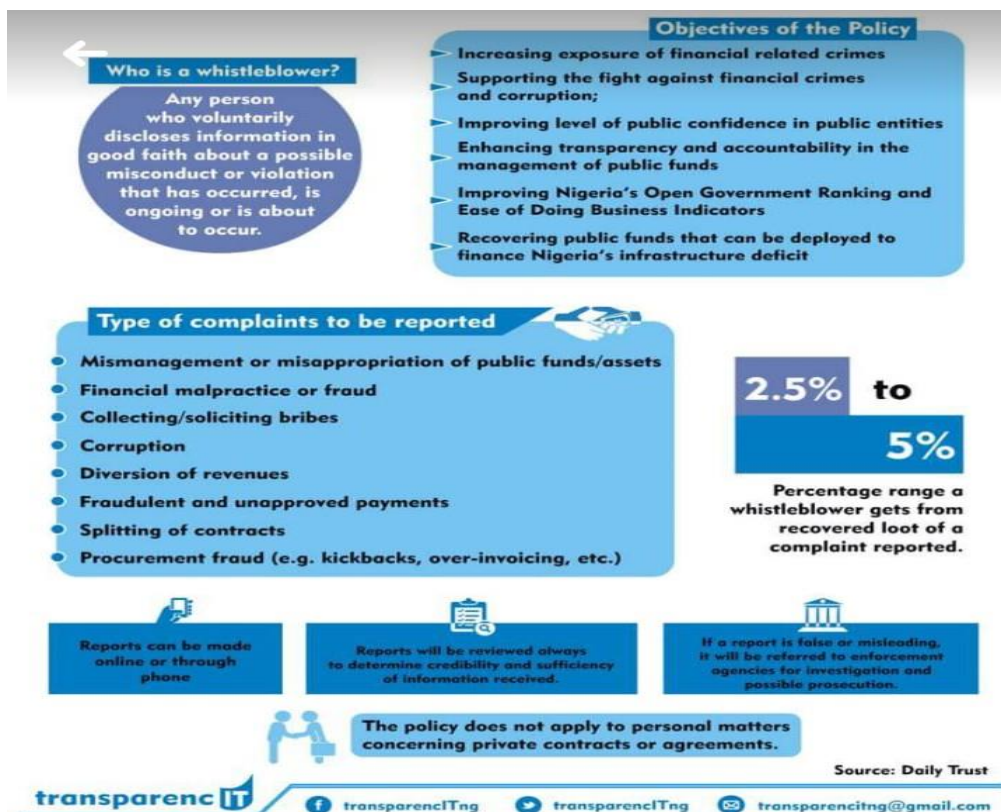 Who is a whistleblower?
Any person
who voluntarily
discloses information in
good faith about a possible
misconduct or violation
that has occurred, is
ongoing or is about
to occur.
Objectives of the Policy
Increasing exposure of financial related crimes
Supporting the fight against financial crimes
and corruption;
Improving level of public confidence in public entities
Enhancing transparency and accountability in the
management of public funds
Improving Nigeria's Open Government Ranking and
Ease of Doing Business Indicators
Recovering public funds that can be deployed to
finance Nigeria's infrastructure deficit
Type of complaints to be reported
Mismanagement or misappropriation of public funds/assets
Financial malpractice or fraud
Collecting/soliciting bribes
Corruption
Diversion of revenues
Fraudulent and unapproved payments
Splitting of contracts
Procurement fraud (e.g. kickbacks, over-invoicing, etc.)
2.5% to
5%
Percentage range a
whistleblower gets from
recovered loot of a
complaint reported.
Reports can be made
online or through
phone
Reports will be reviewed always
to determine credibility and sufficiency
of information received.
If a report is false or misleading,
it will be referred to enforcement
agencies for investigation and
possible prosecution.
The policy does not apply to personal matters
concerning private contracts or agreements.
Source: Daily Trust
transparencIT
transparencITng
transparencITng
transparencitng@gmail.com